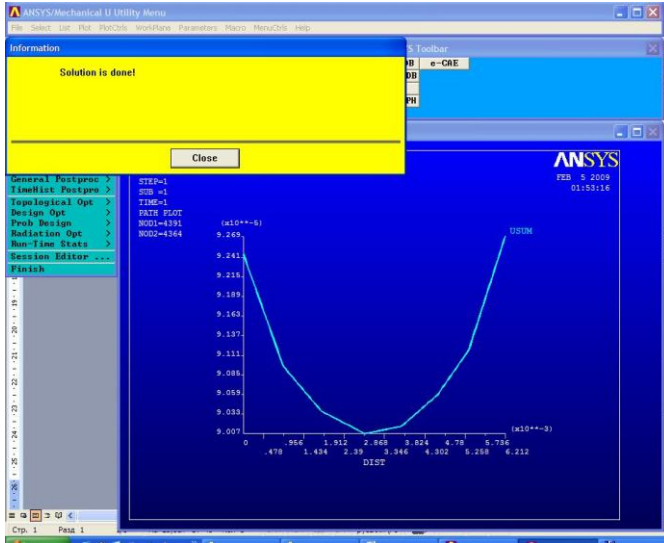 ANSYS/Mechanical U Utility Menu
File Select List Plot PlotCtrls WorkPlane Parameters Macro MenuCtrls Help
Information
Solution is done!
Close
S Toolbar
DB e-CAE
DB
PH
General Postproc >
TimeHist Postpro >
Topological Opt >
Design Opt >
Prob Design >
Radiation Opt >
Run-Time Stats >
Session Editor ...
Finish
ANSYS
FEB 5 2009
01:53:16
STEP=1
SUB =1
TIME=1
PATH PLOT
NOD1=4391
NOD2=4364
(x10**-5)
USUM
9.269
9.241
9.215
9.189
9.163
9.137
9.111
9.085
9.059
9.033
9.007
(x10**-3)
0 .956 1.912 2.868 3.824 4.78 5.736
.478 1.434 2.39 3.346 4.302 5.258 6.212
DIST
Стр. 1 Разд 1